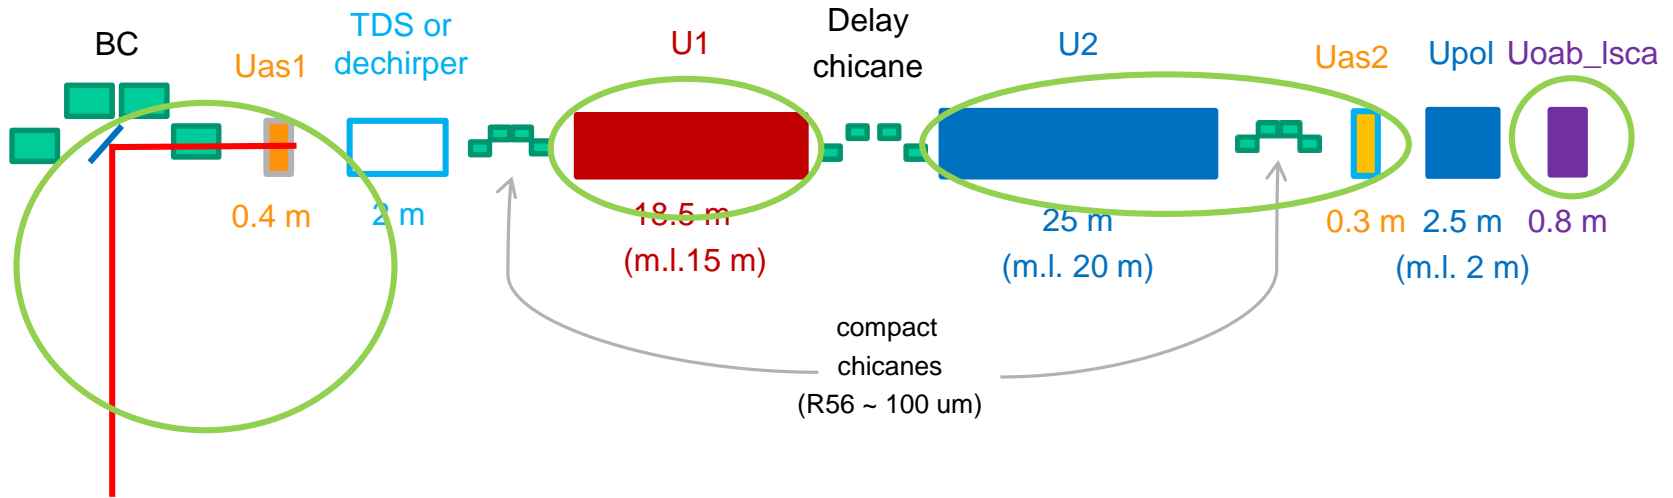 BC
Uas1
TDS or
dechirper
U1
Delay
chicane
U2
Uas2
Upol
Uoab_lsca
0.4 m
2 m
18.5 m
(m.l.15 m)
25 m
(m.l. 20 m)
0.3 m
2.5 m
(m.l. 2 m)
0.8 m
compact
chicanes
(R56 ~ 100 um)